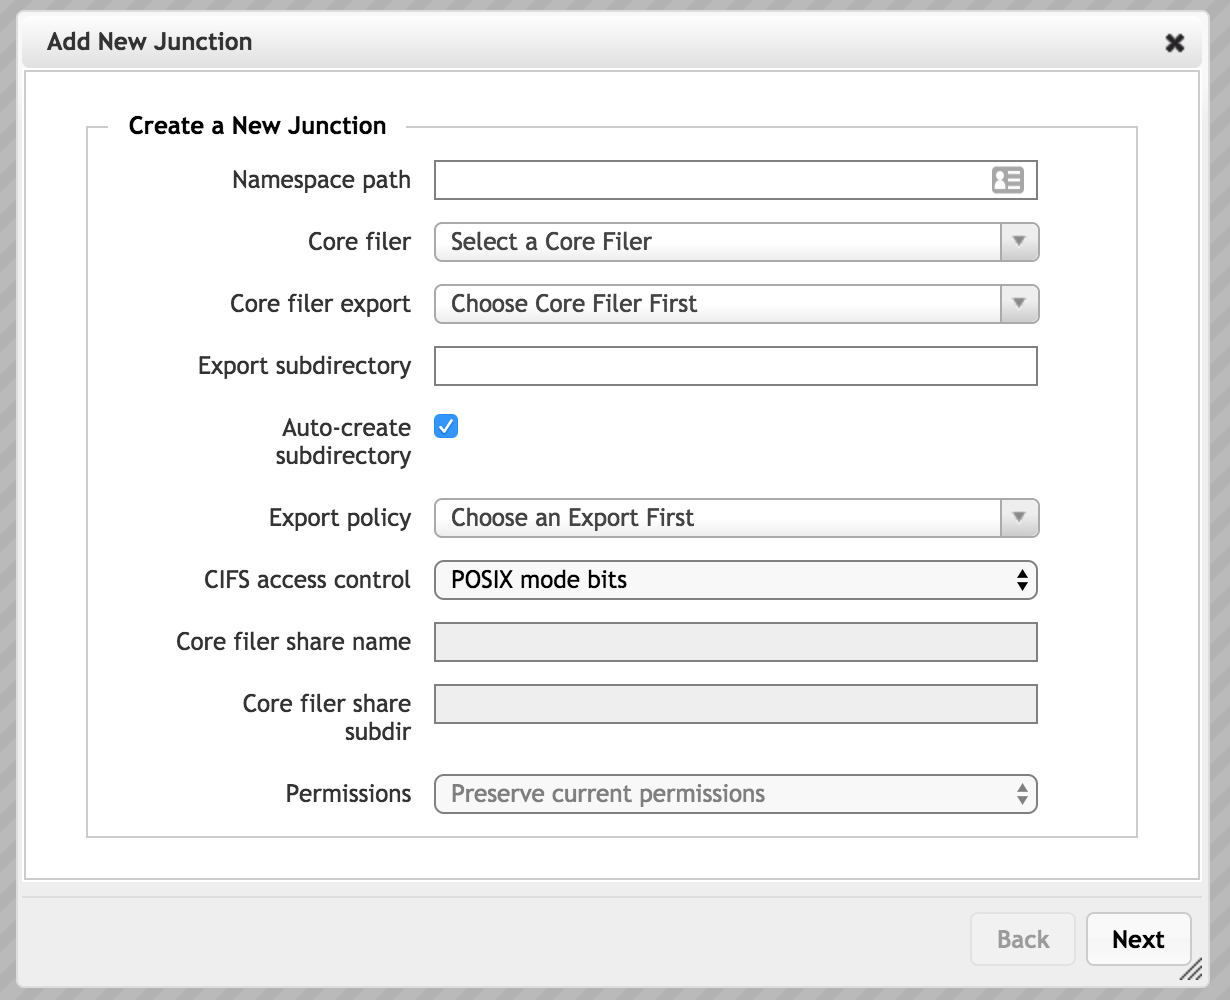 Add New Junction
Create a New Junction
Namespace path
Core filer
Select a Core Filer
Core filer export
Choose Core Filer First
Export subdirectory
Auto-create
subdirectory
Export policy
Choose an Export First
CIFS access control
POSIX mode bits
Core filer share name
Core filer share
subdir
Permissions
Preserve current permissions
Back
Next